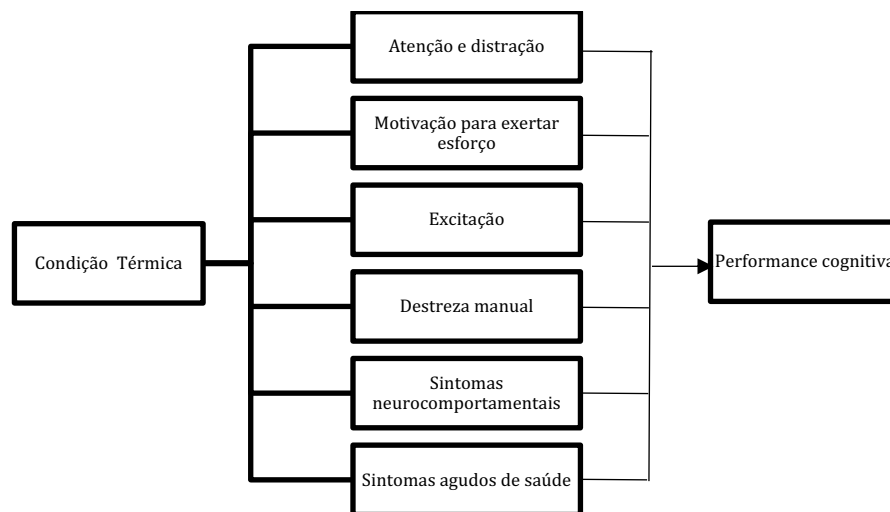 Atenção e distração
Motivação para exertar
esforço
Excitação
Condição Térmica
Performance cognitiva
Destreza manual
Sintomas
neurocomportamentais
Sintomas agudos de saúde